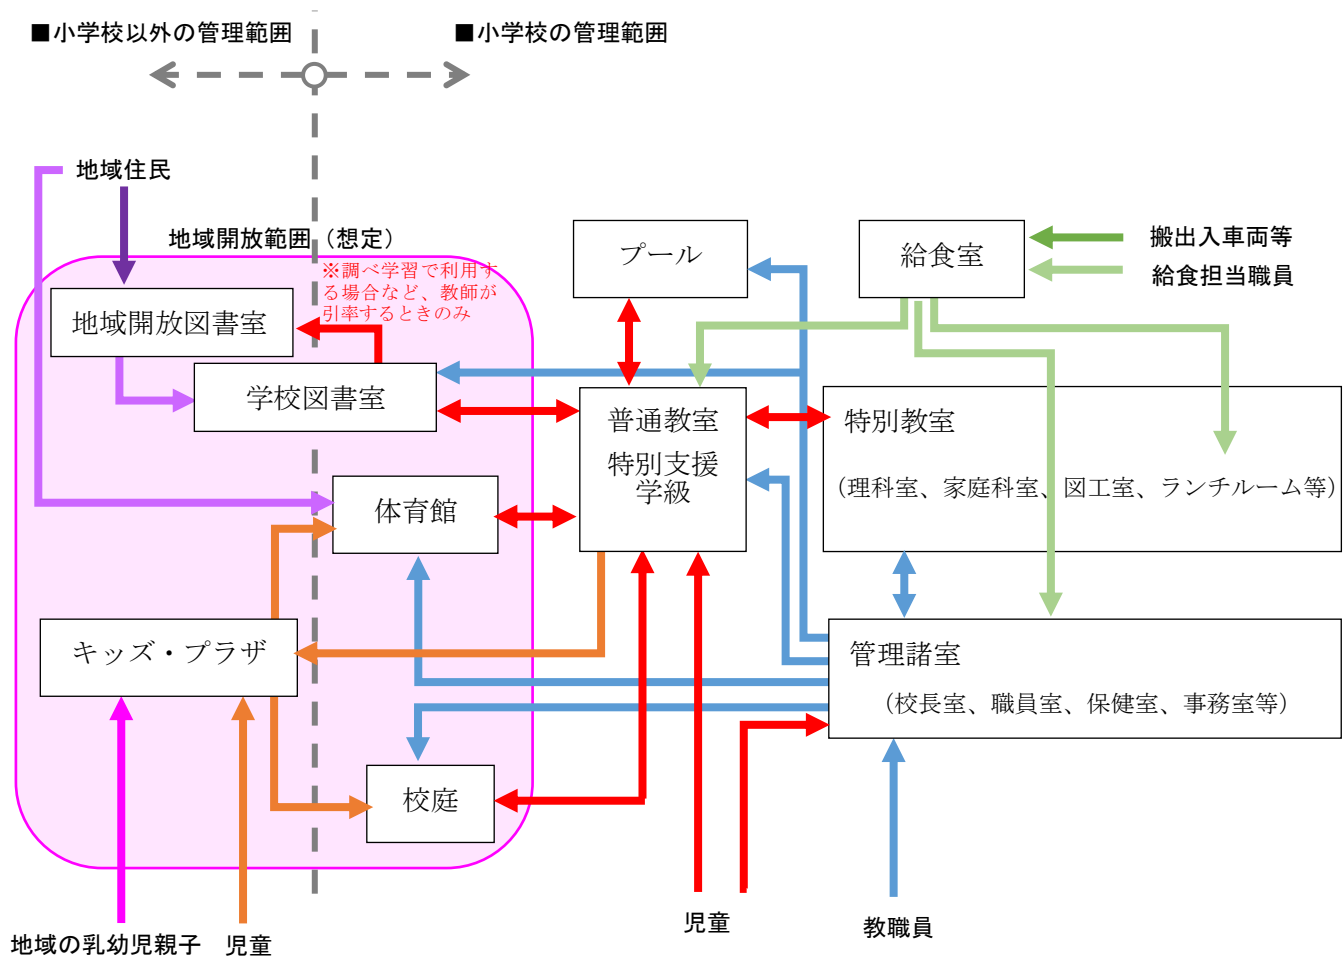 ■小学校以外の管理範囲
■小学校の管理範囲
地域住民
地域開放範囲（想定）
※調べ学習で利用す
る場合など、教師が
引率するときのみ
プール
給食室
搬出入車両等
給食担当職員
地域開放図書室
学校図書室
普通教室
特別支援
学級
特別教室
（理科室、家庭科室、図工室、ランチルーム等）
体育館
キッズ・プラザ
管理諸室
（校長室、職員室、保健室、事務室等）
校庭
地域の乳幼児親子
児童
児童
教職員